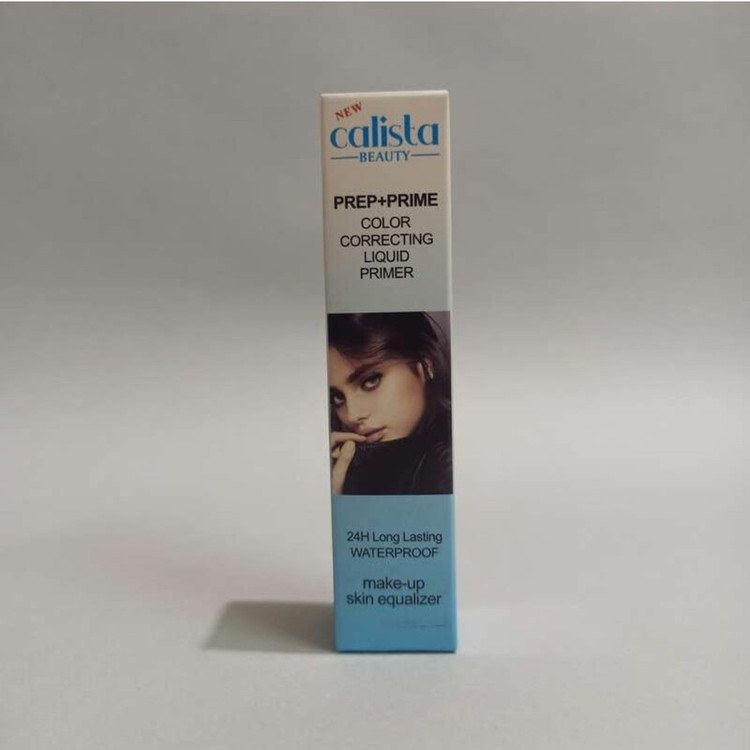 NEW
calista
BEAUTY
PREP+PRIME
COLOR
CORRECTING
LIQUID
PRIMER
24H Long Lasting
WATERPROOF
make-up
skin equalizer